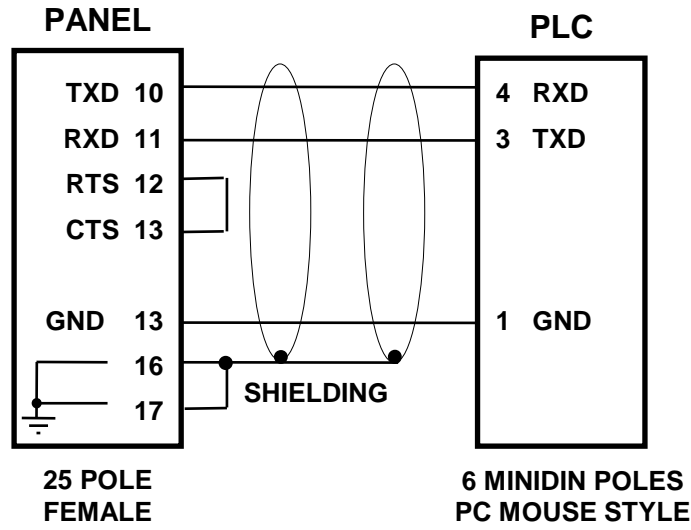 PANEL
PLC
TXD 10
4 RXD
RXD 11
3 TXD
RTS 12
CTS 13
GND 13
1 GND
16
SHIELDING
17
25 POLE
FEMALE
6 MINIDIN POLES
PC MOUSE STYLE